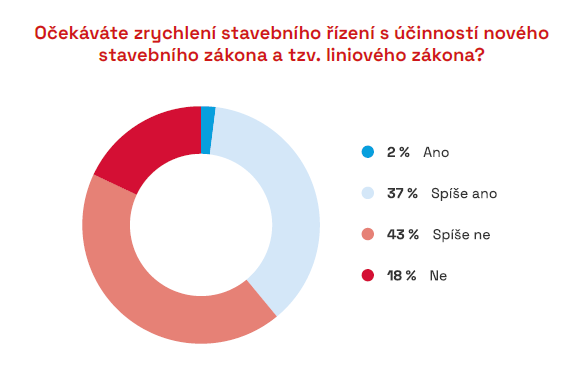 Očekáváte zrychlení stavebního řízení s účinností nového
stavebního zákona a tzv. liniového zákona?
2 % Ano
37 % Spíše ano
43 % Spíše ne
18 % Ne